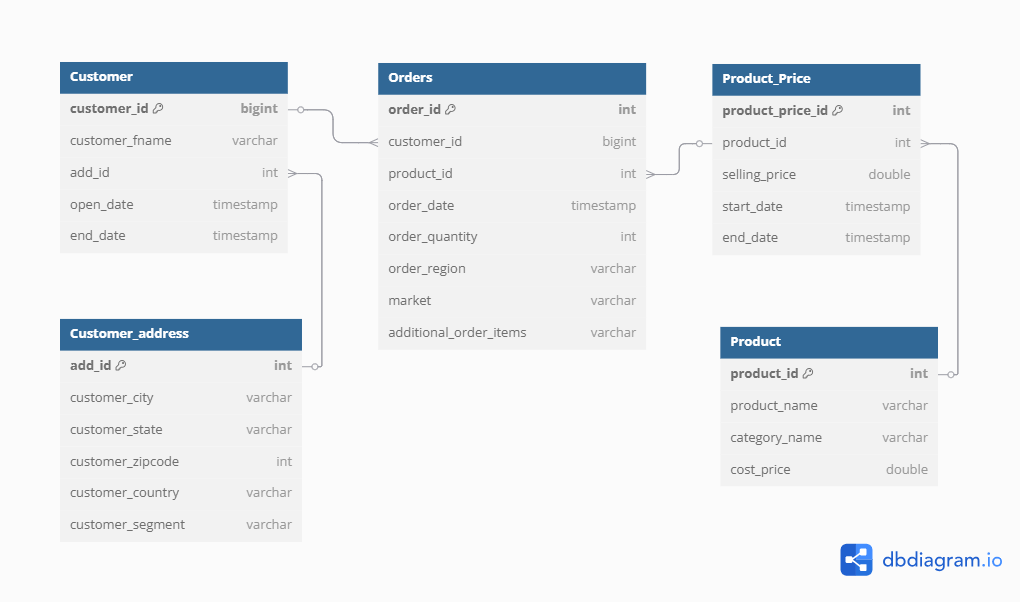 Customer
customer_id bigint
customer_fname varchar
add_id int
open_date timestamp
end_date timestamp
Orders
order_id int
customer_id bigint
product_id int
order_date timestamp
order_quantity int
order_region varchar
market varchar
additional_order_items varchar
Product_Price
product_price_id int
product_id int
selling_price double
start_date timestamp
end_date timestamp
Customer_address
add_id int
customer_city varchar
customer_state varchar
customer_zipcode int
customer_country varchar
customer_segment varchar
Product
product_id int
product_name varchar
category_name varchar
cost_price double
dbdiagram.io